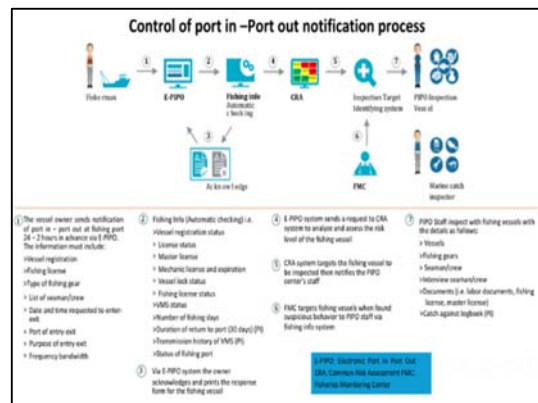 Control of port in –Port out notification process
1
2
4
5
7
Fisherman
E-PIPO
Fishing info
Automatic
checking
CRA
Inspection Target
Identifying system
PIPO Inspection
Vessel
3
6
Acknowledge
FMC
Marine catch
inspector
1 The vessel owner sends notification
of port in – port out at fishing port
24 – 2 hours in advance via E-PIPO.
The information must include:
> Vessel registration
> Fishing license
> Type of fishing gear
> List of seaman/crew
> Date and time requested to enter-
exit
> Port of entry exit
> Purpose of entry exit
> Frequency bandwidth
2 Fishing Info (Automatic checking) i.e.
> Vessel registration status
> License status
> Master license
> Mechanic license and expiration
> Vessel lock status
> Fishing license status
> VMS status
> Number of fishing days
> Duration of return to port (30 days) (PI)
> Transmission history of VMS (PI)
> Status of fishing port
3 Via E-PIPO system the owner
acknowledges and prints the response
form for the fishing vessel
4 E-PIPO system sends a request to CRA
system to analyze and assess the risk
level of the fishing vessel
5 CRA system targets the fishing vessel to
be inspected then notifies the PIPO
center's staff
6 FMC targets fishing vessels when found
suspicious behavior to PIPO staff via
fishing info system
7 PIPO Staff inspect with fishing vessels with
the details as follows:
> Vessels
> Fishing gears
> Seaman/crew
> Interview seaman/crew
> Documents (i.e. labor documents, fishing
license, master license)
> Catch against logbook (PI)
E-PIPO: Electronic Port in Port Out
CRA: Common Risk Assessment FMC:
Fisheries Monitoring Center